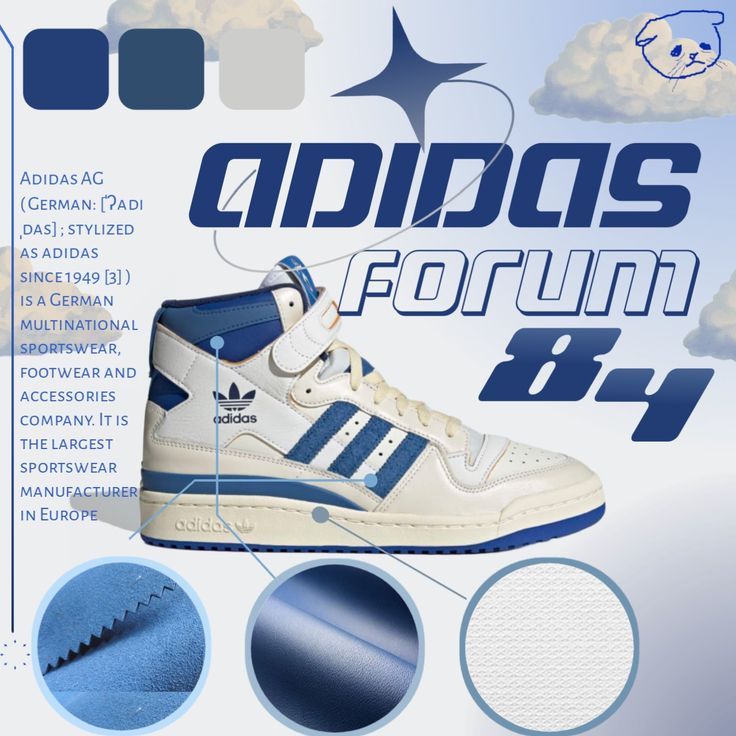 ADIDAS
FORUM
84
ADIDAS AG
(GERMAN: [ˈʔadi
ˌdas] ; STYLIZED
AS ADIDAS
SINCE 1949 [3] )
IS A GERMAN
MULTINATIONAL
SPORTSWEAR,
FOOTWEAR AND
ACCESSORIES
COMPANY. IT IS
THE LARGEST
SPORTSWEAR
MANUFACTURER
IN EUROPE
adidas
adidas